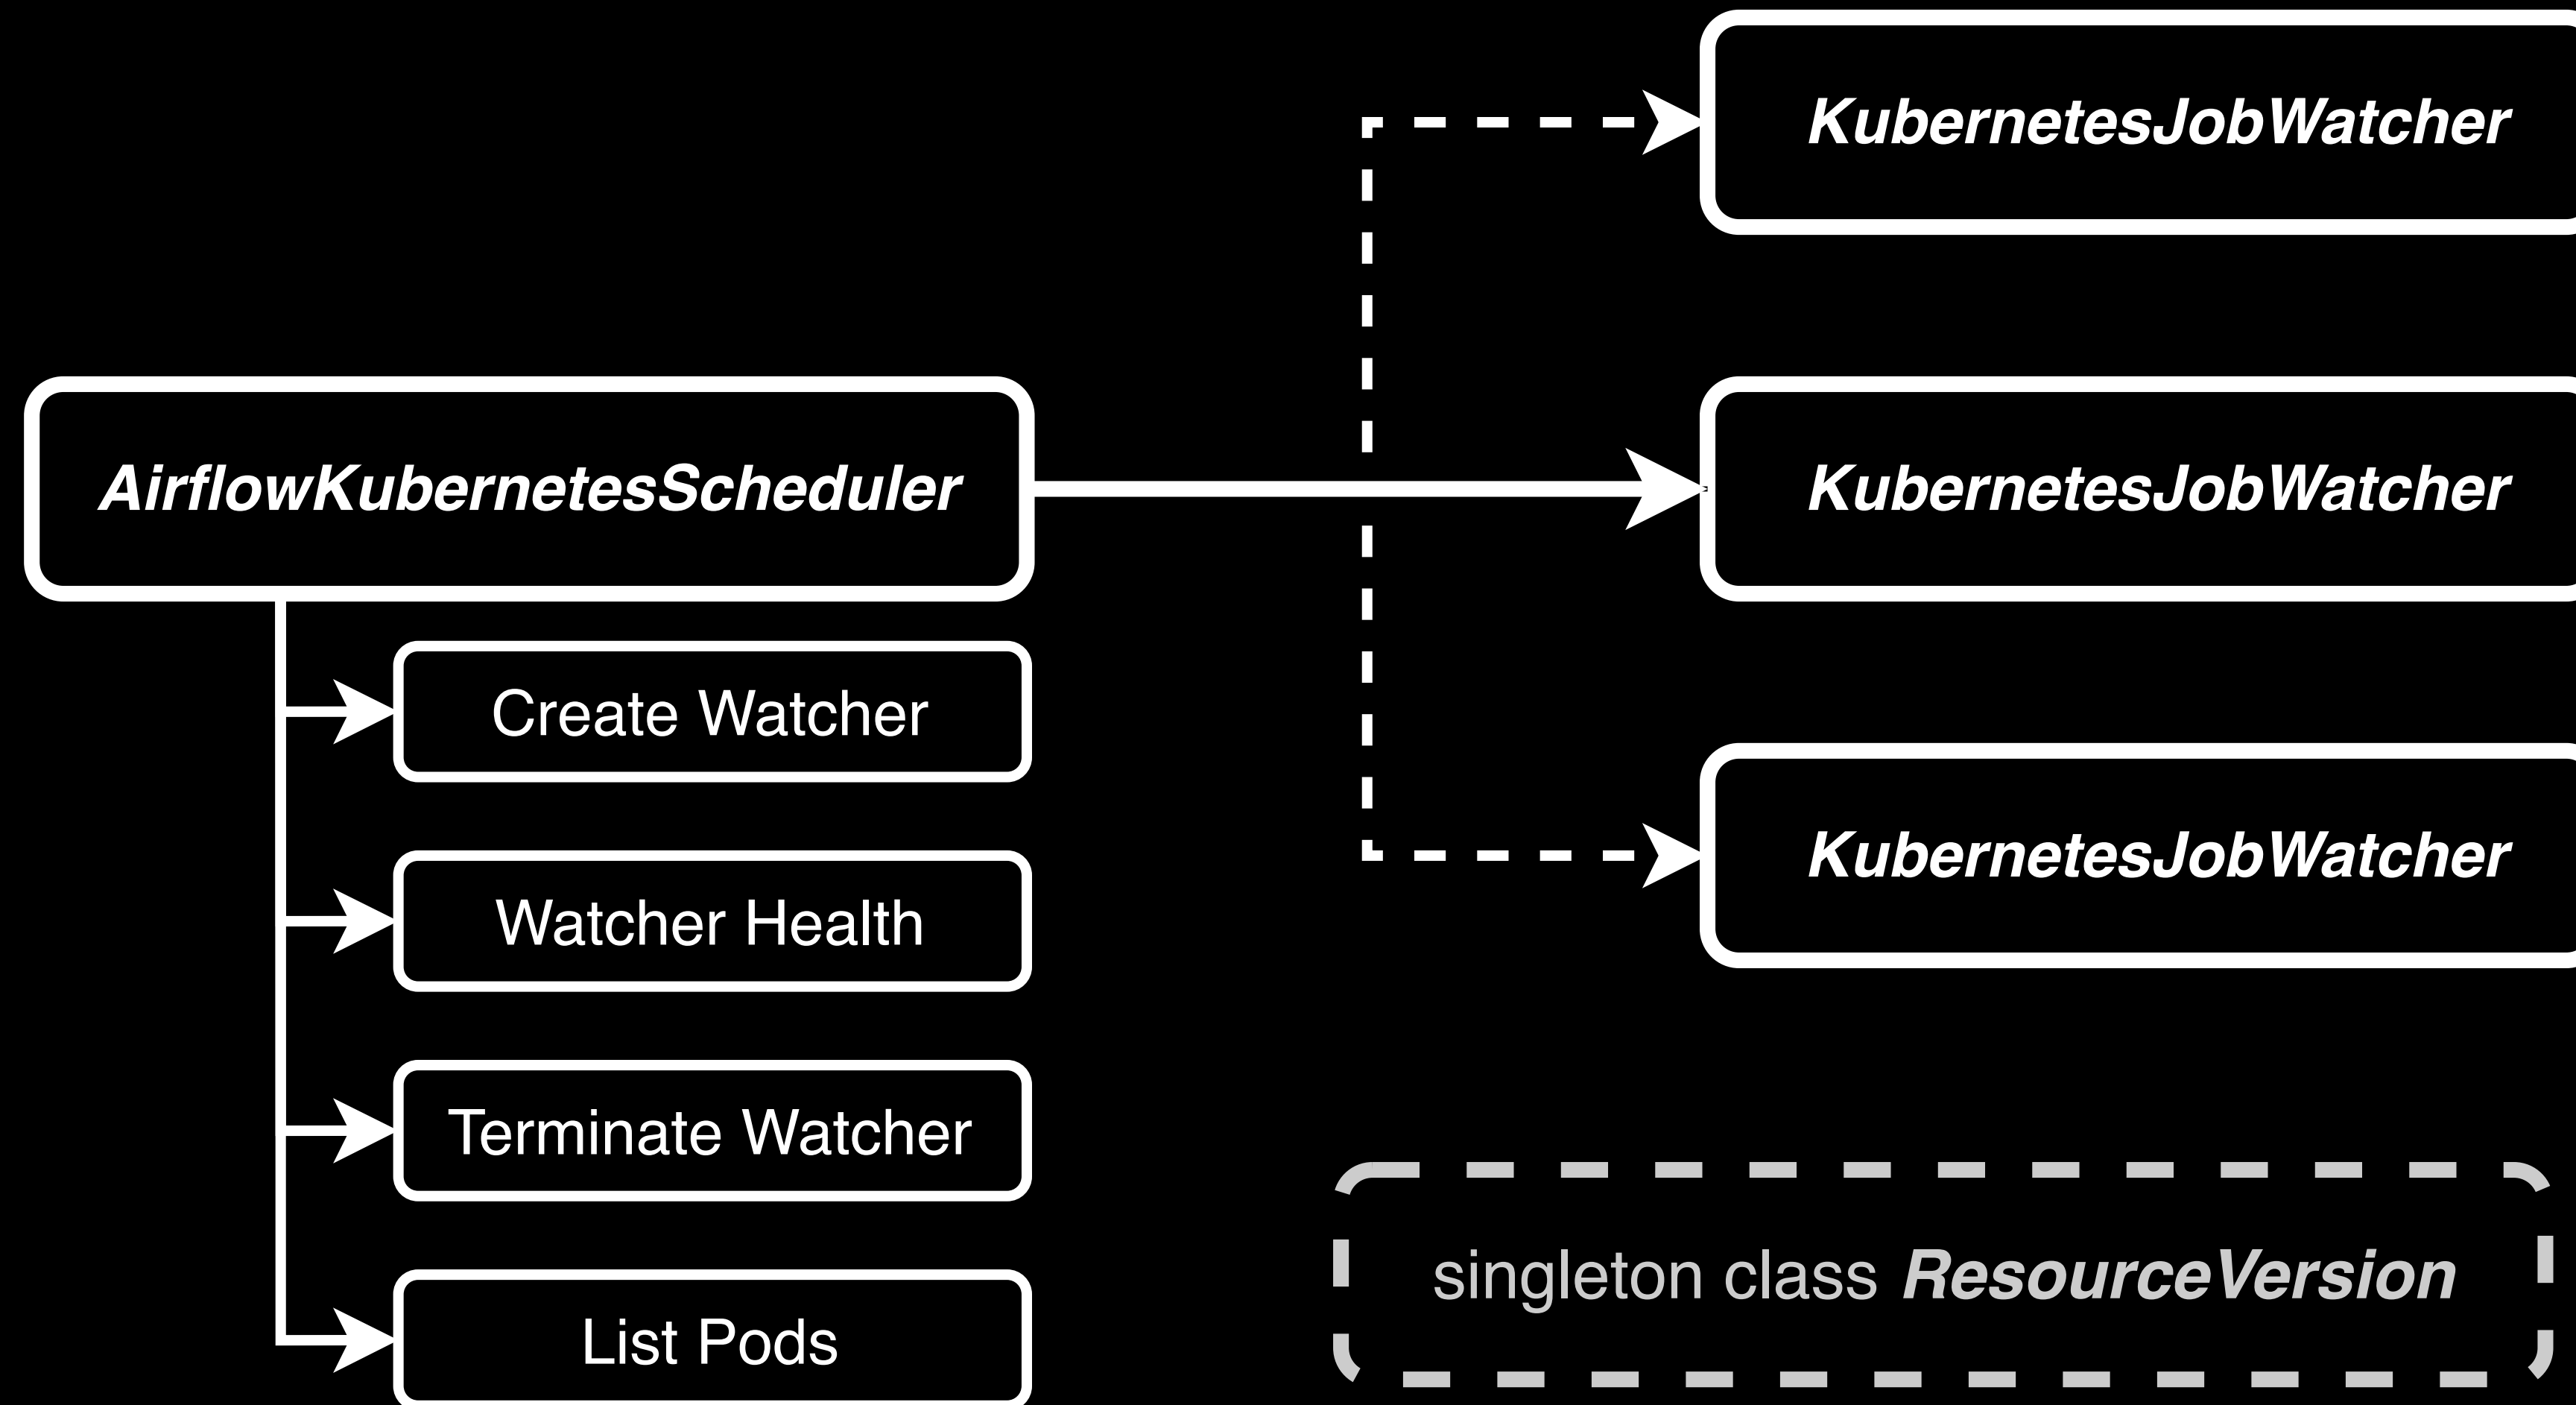 KubernetesJobWatcher
AirflowKubernetesScheduler
KubernetesJobWatcher
Create Watcher
KubernetesJobWatcher
Watcher Health
Terminate Watcher
singleton class ResourceVersion
List Pods